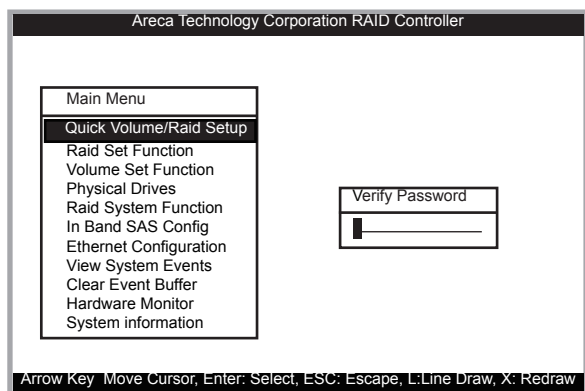 Areca Technology Corporation RAID Controller
Main Menu
Quick Volume/Raid Setup
Raid Set Function
Volume Set Function
Physical Drives
Raid System Function
In Band SAS Config
Ethernet Configuration
View System Events
Clear Event Buffer
Hardware Monitor
System information
Verify Password
Arrow Key Move Cursor, Enter: Select, ESC: Escape, L:Line Draw, X: Redraw